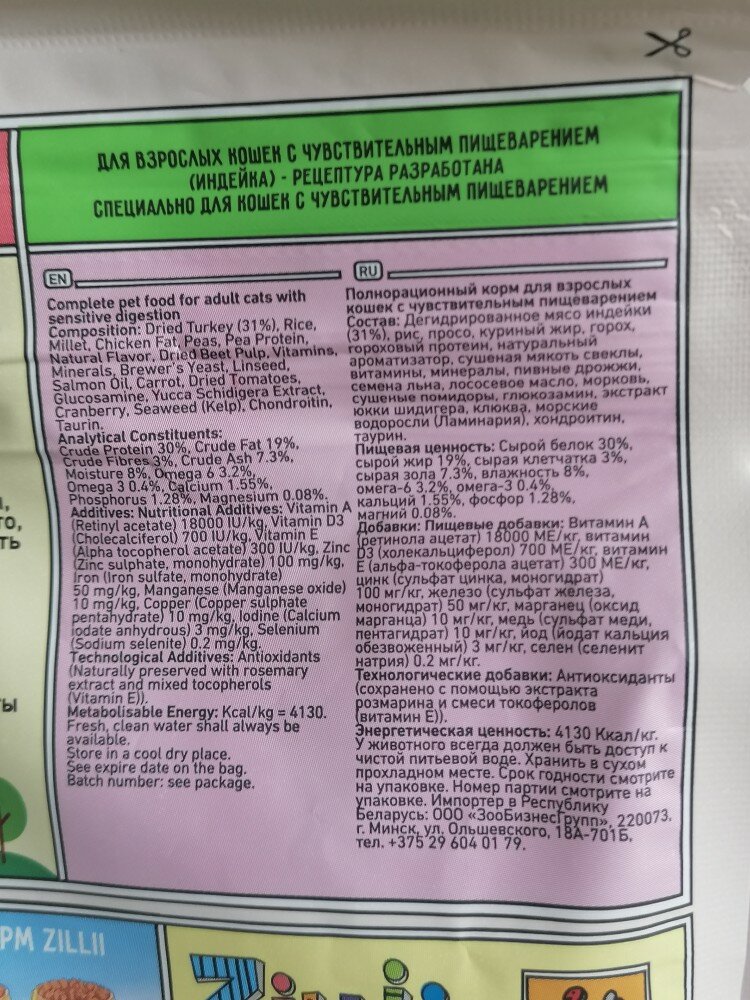 ДЛЯ ВЗРОСЛЫХ КОШЕК С ЧУВСТВИТЕЛЬНЫМ ПИЩЕВАРЕНИЕМ
(ИНДЕЙКА) - РЕЦЕПТУРА РАЗРАБОТАНА
СПЕЦИАЛЬНО ДЛЯ КОШЕК С ЧУВСТВИТЕЛЬНЫМ ПИЩЕВАРЕНИЕМ
EN
Complete pet food for adult cats with
sensitive digestion
Composition: Dried Turkey (31%), Rice,
Millet, Chicken Fat, Peas, Pea Protein,
Natural Flavor, Dried Beet Pulp, Vitamins,
Minerals, Brewer's Yeast, Linseed,
Salmon Oil, Carrot, Dried Tomatoes,
Glucosamine, Yucca Schidigera Extract,
Cranberry, Seaweed (Kelp), Chondroitin,
Taurin.
Analytical Constituents:
Crude Protein 30%, Crude Fat 19%,
Crude Fibres 3%, Crude Ash 7.3%,
Moisture 8%, Omega 6 3.2%,
Omega 3 0.4%, Calcium 1.55%,
Phosphorus 1.28%, Magnesium 0.08%.
Additives: Nutritional Additives: Vitamin A
(Retinyl acetate) 18000 IU/kg, Vitamin D3
(Cholecalciferol) 700 IU/kg, Vitamin E
(Alpha tocopherol acetate) 300 IU/kg, Zinc
(Zinc sulphate, monohydrate) 100 mg/kg,
Iron (Iron sulfate, monohydrate)
50 mg/kg, Manganese (Manganese oxide)
10 mg/kg, Copper (Copper sulphate
pentahydrate) 10 mg/kg, Iodine (Calcium
iodate anhydrous) 3 mg/kg, Selenium
(Sodium selenite) 0.2 mg/kg.
Technological Additives: Antioxidants
(Naturally preserved with rosemary
extract and mixed tocopherols
(Vitamin E)).
Metabolisable Energy: Kcal/kg = 4130.
Fresh, clean water shall always be
available.
Store in a cool dry place.
See expire date on the bag.
Batch number: see package.
RU
Полнорационный корм для взрослых
кошек с чувствительным пищеварением
Состав: Дегидрированное мясо индейки
(31%), рис, просо, куриный жир, горох,
гороховый протеин, натуральный
ароматизатор, сушеная мякоть свеклы,
витамины, минералы, пивные дрожжи,
семена льна, лососевое масло, морковь,
сушеные помидоры, глюкозамин, экстракт
юкки шидигера, клюква, морские
водоросли (Ламинария), хондроитин,
таурин.
Пищевая ценность: Сырой белок 30%,
сырой жир 19%, сырая клетчатка 3%,
сырая зола 7.3%, влажность 8%,
омега-6 3.2%, омега-3 0.4%,
кальций 1.55%, фосфор 1.28%,
магний 0.08%.
Добавки: Пищевые добавки: Витамин А
(ретинола ацетат) 18000 МЕ/кг, витамин
D3 (холекальциферол) 700 МЕ/кг, витамин
Е (альфа-токоферола ацетат) 300 МЕ/кг,
цинк (сульфат цинка, моногидрат)
100 мг/кг, железо (сульфат железа,
моногидрат) 50 мг/кг, марганец (оксид
марганца) 10 мг/кг, медь (сульфат меди,
пентагидрат) 10 мг/кг, йод (йодат кальция
обезвоженный) 3 мг/кг, селен (селенит
натрия) 0.2 мг/кг.
Технологические добавки: Антиоксиданты
(сохранено с помощью экстракта
розмарина и смеси токоферолов
(витамин Е)).
Энергетическая ценность: 4130 Ккал/кг.
У животного всегда должен быть доступ к
чистой питьевой воде. Хранить в сухом
прохладном месте. Срок годности смотрите
на упаковке. Номер партии смотрите на
упаковке. Импортер в Республику
Беларусь: ООО «ЗооБизнесГрупп», 220073.
г. Минск, ул. Ольшевского, 18А-701Б,
тел. +375 29 604 01 79.
РМ ZILLII